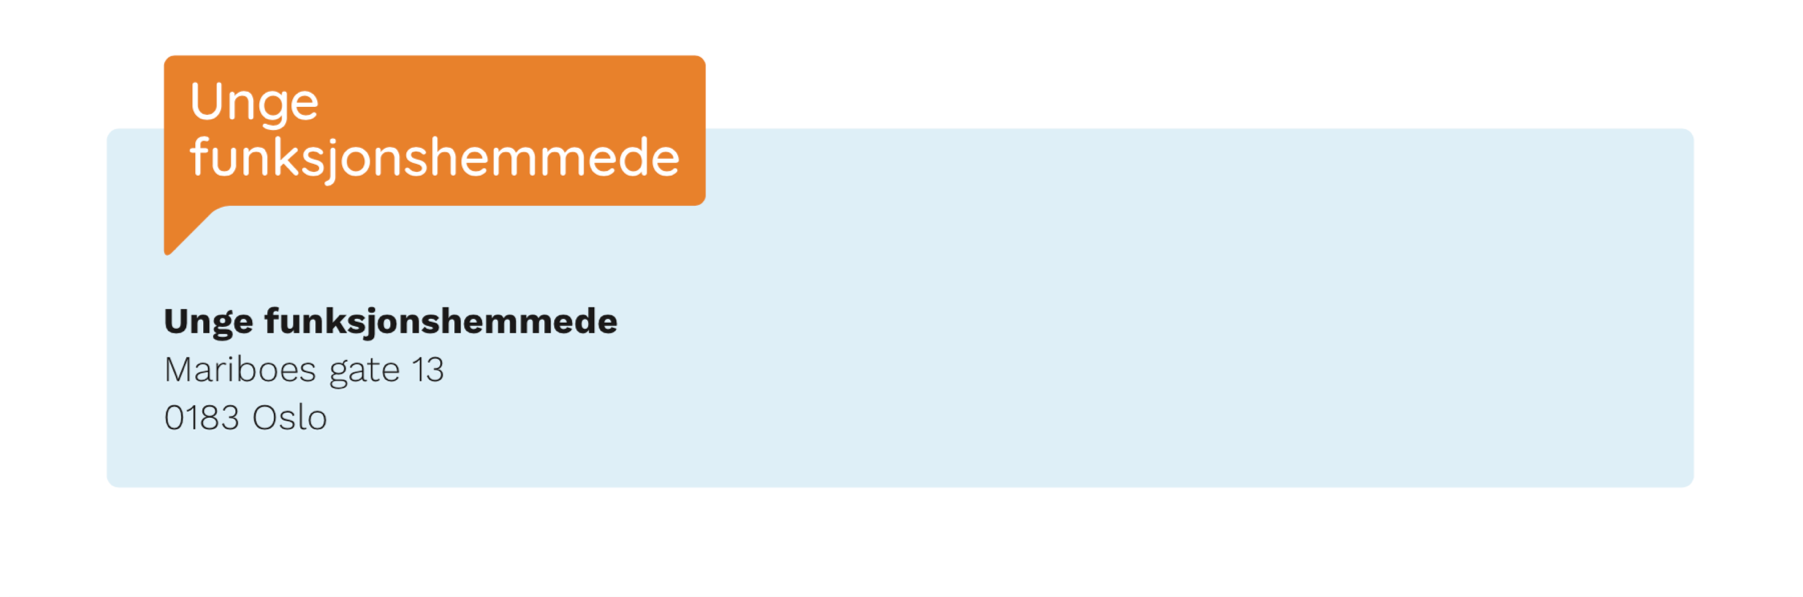 Unge
funksjonshemmede
Unge funksjonshemmede
Mariboes gate 13
0183 Oslo